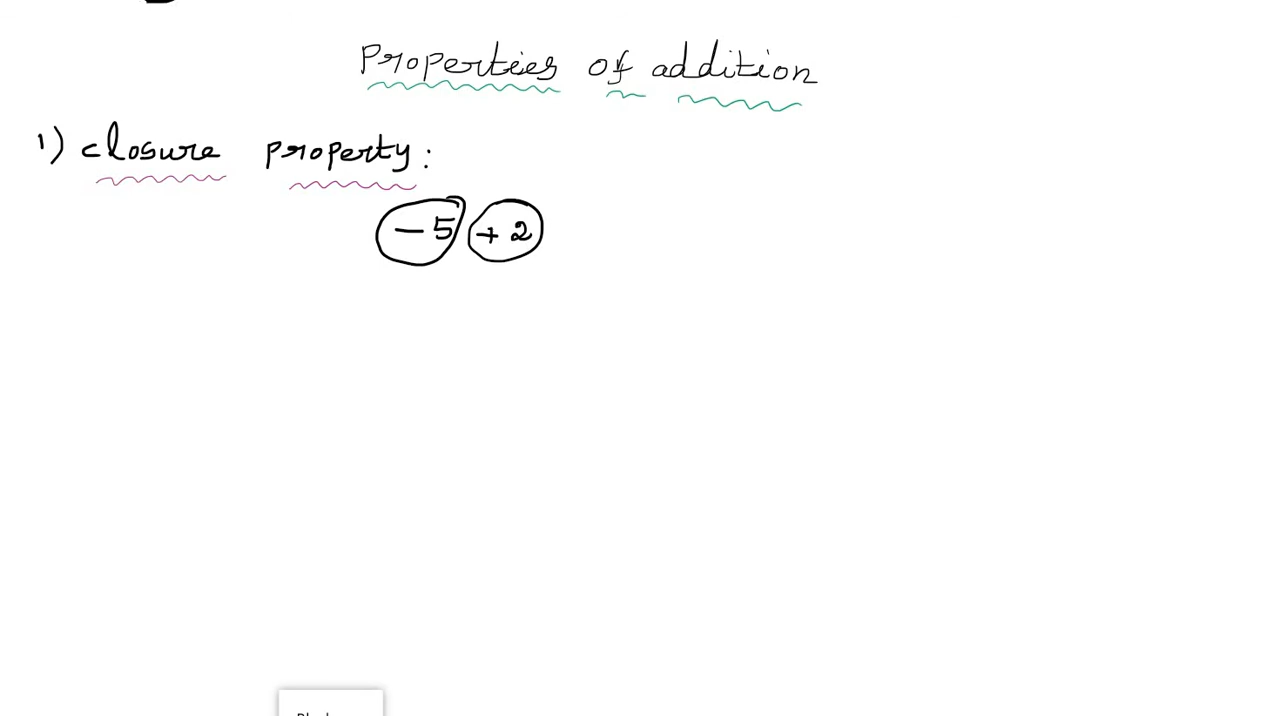 Properties of addition
1) closure property:
- 5 + 2